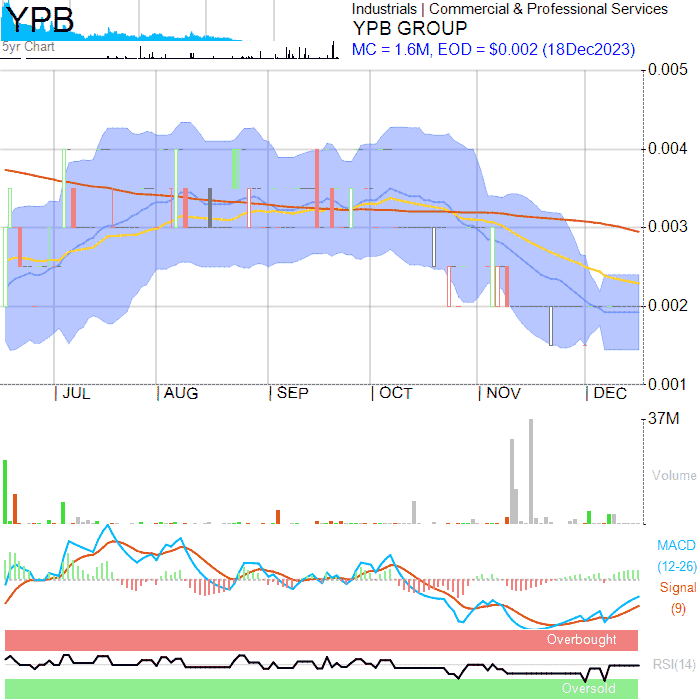 YPB
5yr Chart
Industrials | Commercial & Professional Services
YPB GROUP
MC = 1.6M, EOD = $0.002 (18Dec2023)
0.005
0.004
0.003
0.002
0.001
JUL AUG SEP OCT NOV DEC
37M
Volume
MACD
(12-26)
Signal
(9)
Overbought
RSI(14)
Oversold